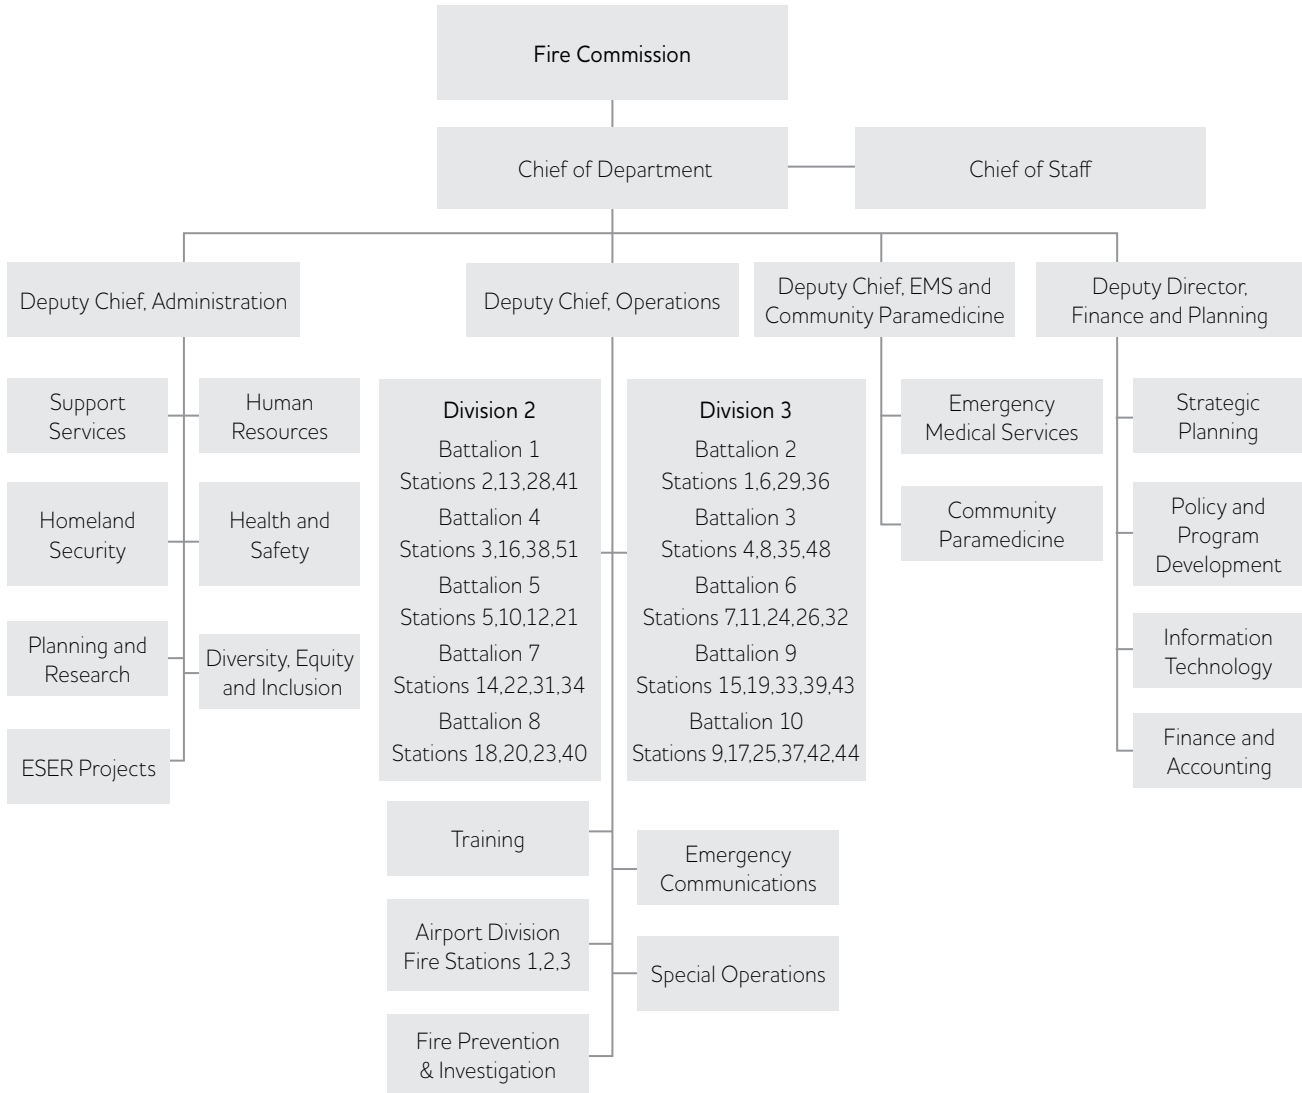 Fire Commission
Chief of Department
Chief of Staff
Deputy Chief, Administration
Deputy Chief, Operations
Deputy Chief, EMS and
Community Paramedicine
Deputy Director,
Finance and Planning
Support
Services
Human
Resources
Homeland
Security
Health and
Safety
Planning and
Research
Diversity, Equity
and Inclusion
ESER Projects
Division 2
Battalion 1
Stations 2,13,28,41
Battalion 4
Stations 3,16,38,51
Battalion 5
Stations 5,10,12,21
Battalion 7
Stations 14,22,31,34
Battalion 8
Stations 18,20,23,40
Division 3
Battalion 2
Stations 1,6,29,36
Battalion 3
Stations 4,8,35,48
Battalion 6
Stations 7,11,24,26,32
Battalion 9
Stations 15,19,33,39,43
Battalion 10
Stations 9,17,25,37,42,44
Training
Emergency
Communications
Airport Division
Fire Stations 1,2,3
Special Operations
Fire Prevention
& Investigation
Emergency
Medical Services
Community
Paramedicine
Strategic
Planning
Policy and
Program
Development
Information
Technology
Finance and
Accounting